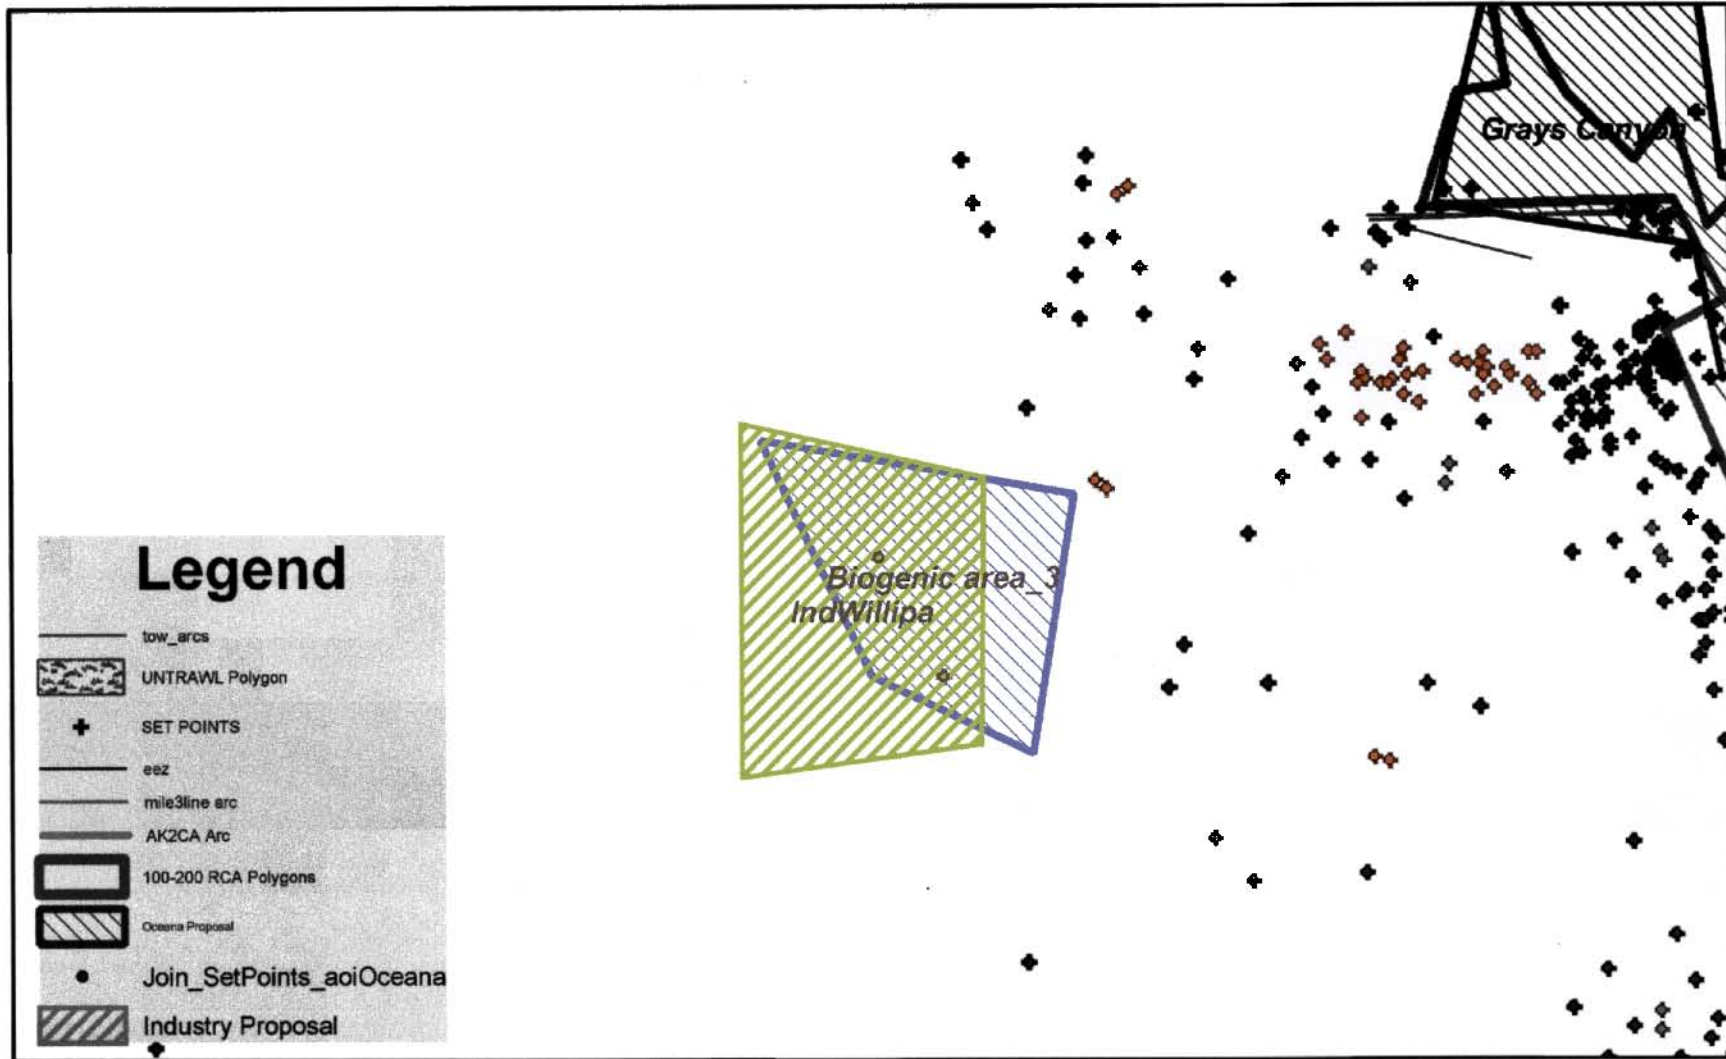 Grays Canyon
Biogenic area_3
IndWillipa
Legend
tow_arcs
UNTRAWL Polygon
SET POINTS
eez
mile3line arc
AK2CA Arc
100-200 RCA Polygons
Oceana Proposal
Join_SetPoints_aoiOceana
Industry Proposal